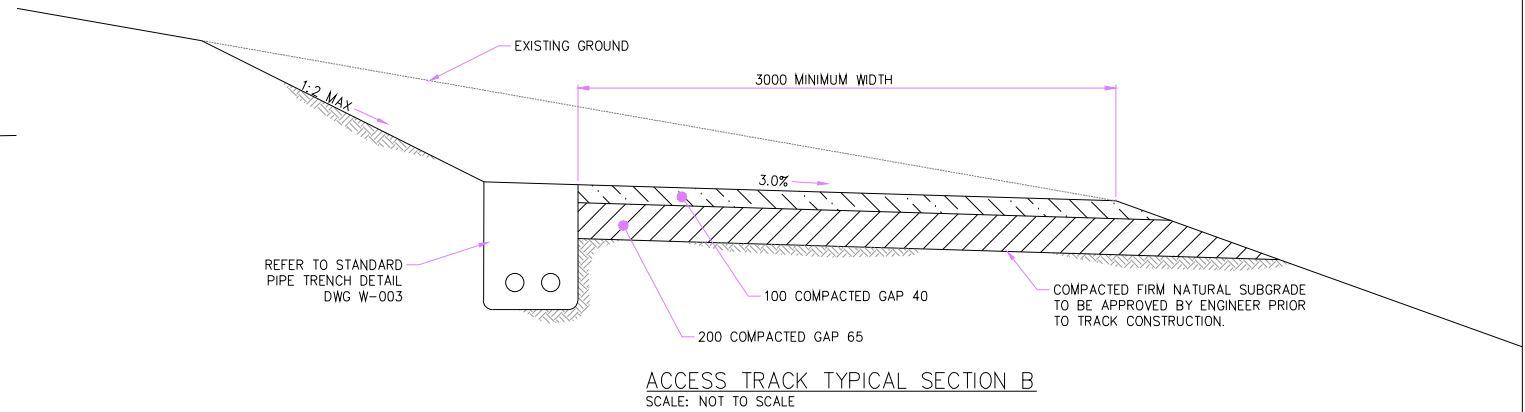 EXISTING GROUND
3000 MINIMUM WIDTH
1:2 MAX
3.0%
REFER TO STANDARD
PIPE TRENCH DETAIL
DWG W-003
100 COMPACTED GAP 40
COMPACTED FIRM NATURAL SUBGRADE
TO BE APPROVED BY ENGINEER PRIOR
TO TRACK CONSTRUCTION.
200 COMPACTED GAP 65
ACCESS TRACK TYPICAL SECTION B
SCALE: NOT TO SCALE